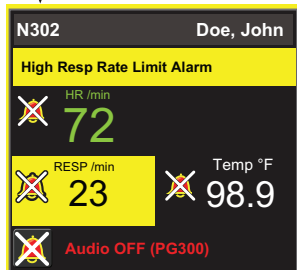 N302 Doe, John
High Resp Rate Limit Alarm
HR /min
72
RESP /min Temp °F
23 98.9
Audio OFF (PG300)